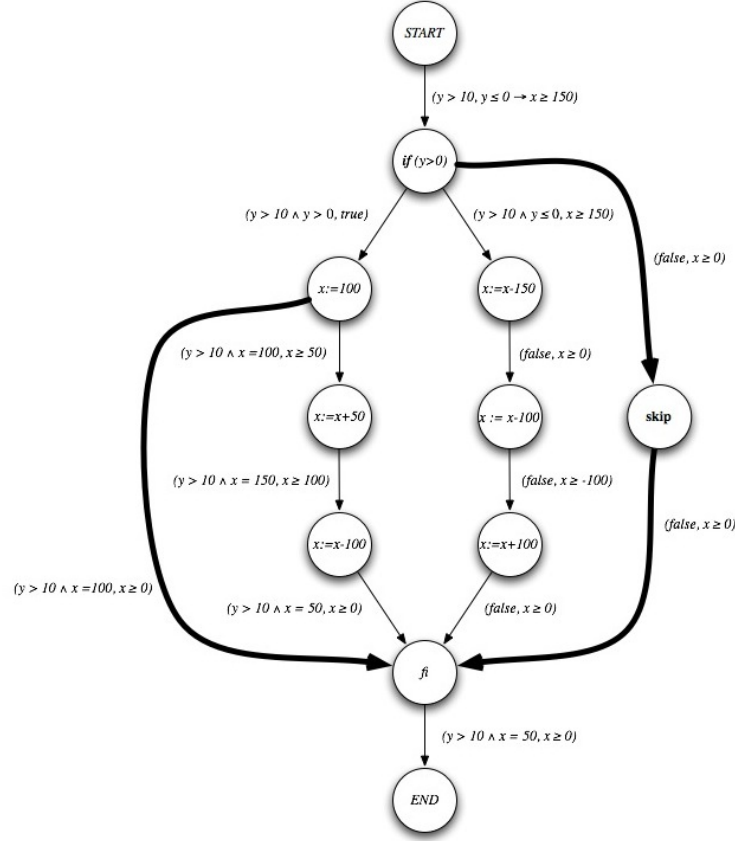 START
(y > 10, y ≤ 0 → x ≥ 150)
if (y>0)
(y > 10 ∧ y > 0, true)
(y > 10 ∧ y ≤ 0, x ≥ 150)
(false, x ≥ 0)
x:=100
x:=x-150
(y > 10 ∧ x =100, x ≥ 50)
(false, x ≥ 0)
x:=x+50
x := x-100
skip
(y > 10 ∧ x = 150, x ≥ 100)
(false, x ≥ -100)
(false, x ≥ 0)
x:=x-100
x:=x+100
(y > 10 ∧ x =100, x ≥ 0)
(y > 10 ∧ x = 50, x ≥ 0)
(false, x ≥ 0)
fi
(y > 10 ∧ x = 50, x ≥ 0)
END